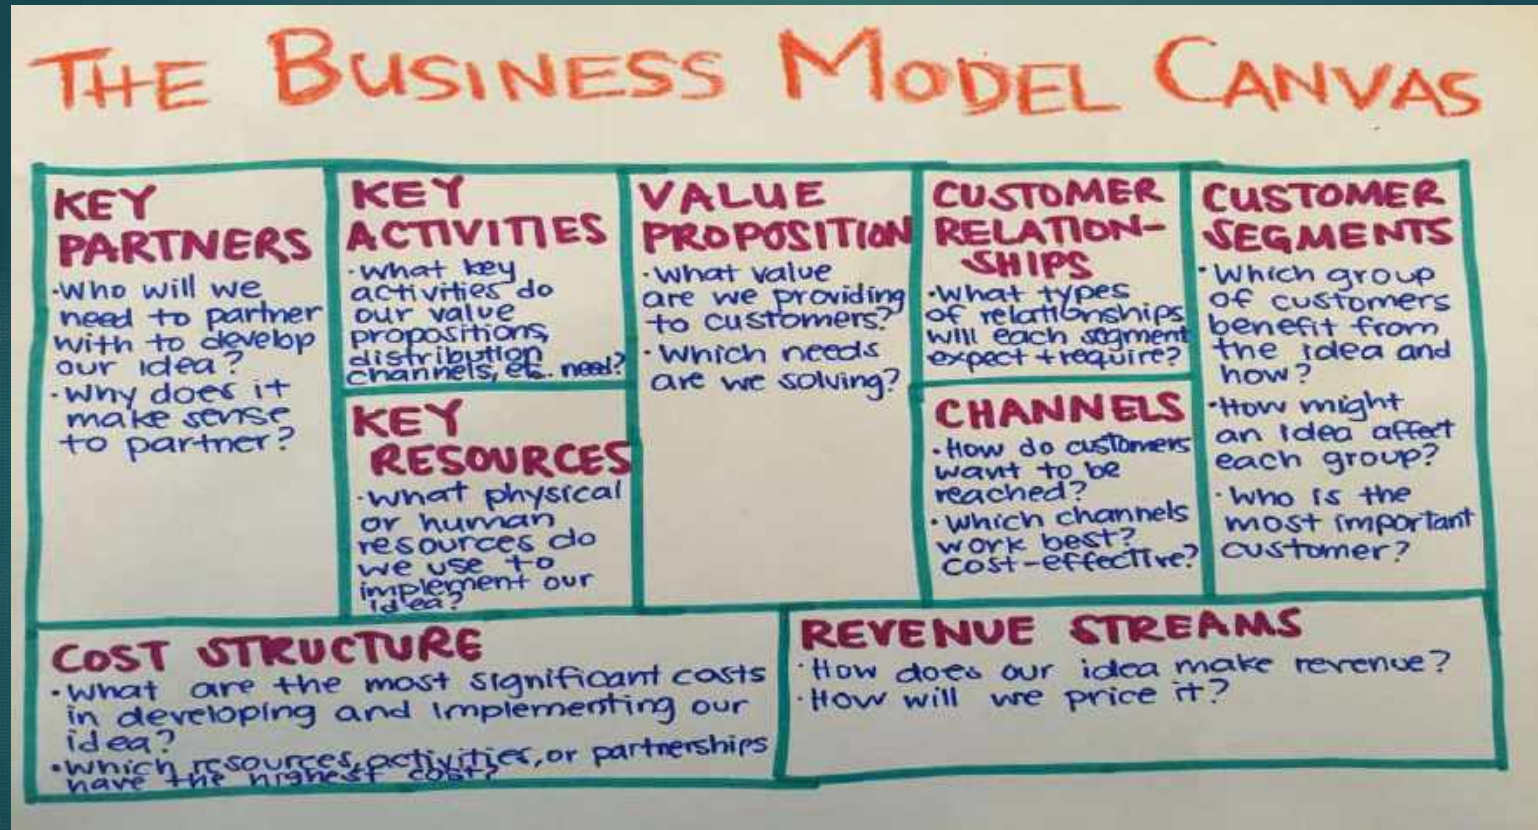 THE BUSINESS MODEL CANVAS
KEY
PARTNERS
·Who will we
need to partner
with to develop
our idea?
·Why does it
make sense
to partner?
KEY
ACTIVITIES
·What key
activities do
our value
propositions,
distribution
channels, etc. need?
KEY
RESOURCES
·What physical
or human
resources do
we use to
implement our
idea?
VALUE
PROPOSITION
·What value
are we providing
to customers?
·Which needs
are we solving?
CUSTOMER
RELATION-
SHIPS
·What types
of relationships
will each segment
expect + require?
CHANNELS
·How do customers
want to be
reached?
·Which channels
work best?
cost-effective?
CUSTOMER
SEGMENTS
·Which group
of customers
benefit from
the idea and
how?
·How might
an idea affect
each group?
·Who is the
most important
customer?
COST STRUCTURE
·What are the most significant costs
in developing and implementing our
idea?
·Which resources, activities, or partnerships
have the highest cost?
REVENUE STREAMS
·How does our idea make revenue?
·How will we price it?